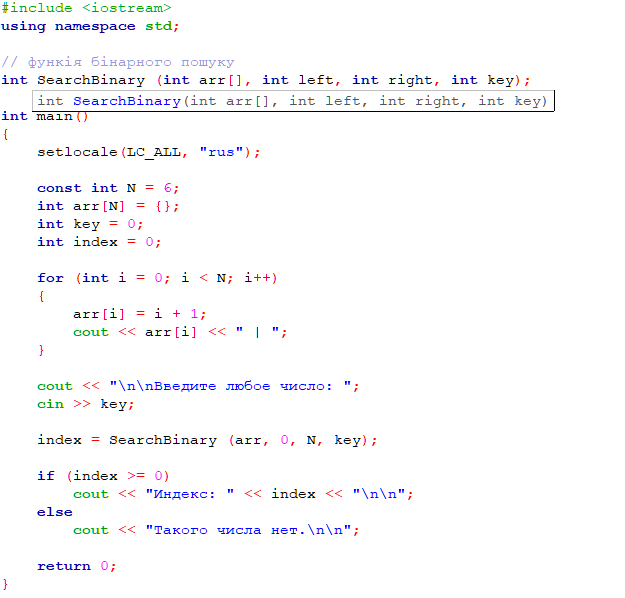 #include <iostream>
using namespace std;
// функія бінарного пошуку
int SearchBinary (int arr[], int left, int right, int key);
int SearchBinary(int arr[], int left, int right, int key)
int main()
{
setlocale(LC_ALL, "rus");
const int N = 6;
int arr[N] = {};
int key = 0;
int index = 0;
for (int i = 0; i < N; i++)
{
arr[i] = i + 1;
cout << arr[i] << " | ";
}
cout << "\n\nВведите любое число: ";
cin >> key;
index = SearchBinary (arr, 0, N, key);
if (index >= 0)
cout << "Индекс: " << index << "\n\n";
else
cout << "Такого числа нет.\n\n";
return 0;
}